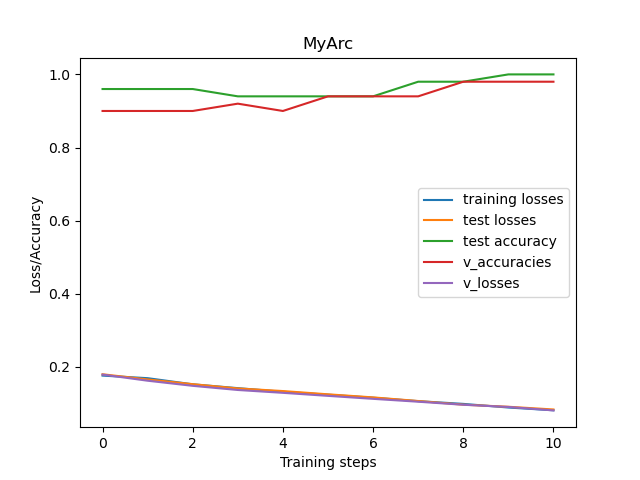 MyArc
Loss/Accuracy
1.0
0.8
0.6
0.4
0.2
training losses
test losses
test accuracy
v_accuracies
v_losses
0 2 4 6 8 10
Training steps